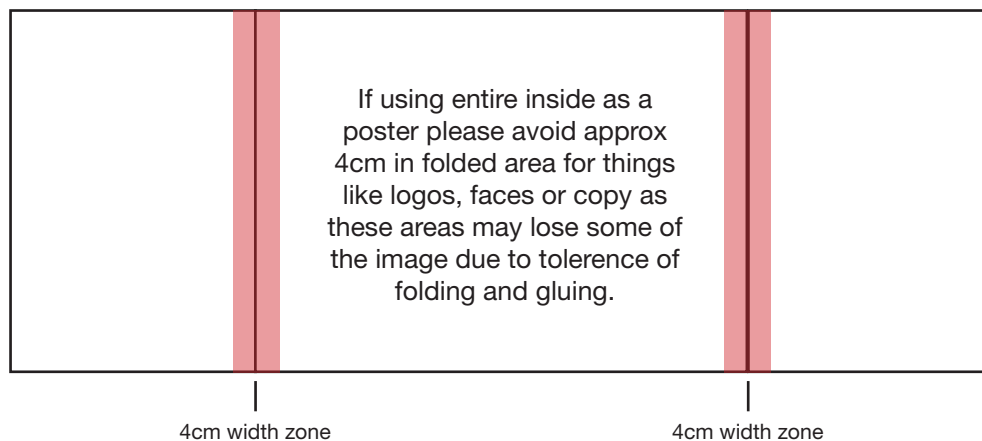 If using entire inside as a
poster please avoid approx
4cm in folded area for things
like logos, faces or copy as
these areas may lose some of
the image due to tolerence of
folding and gluing.
4cm width zone
4cm width zone